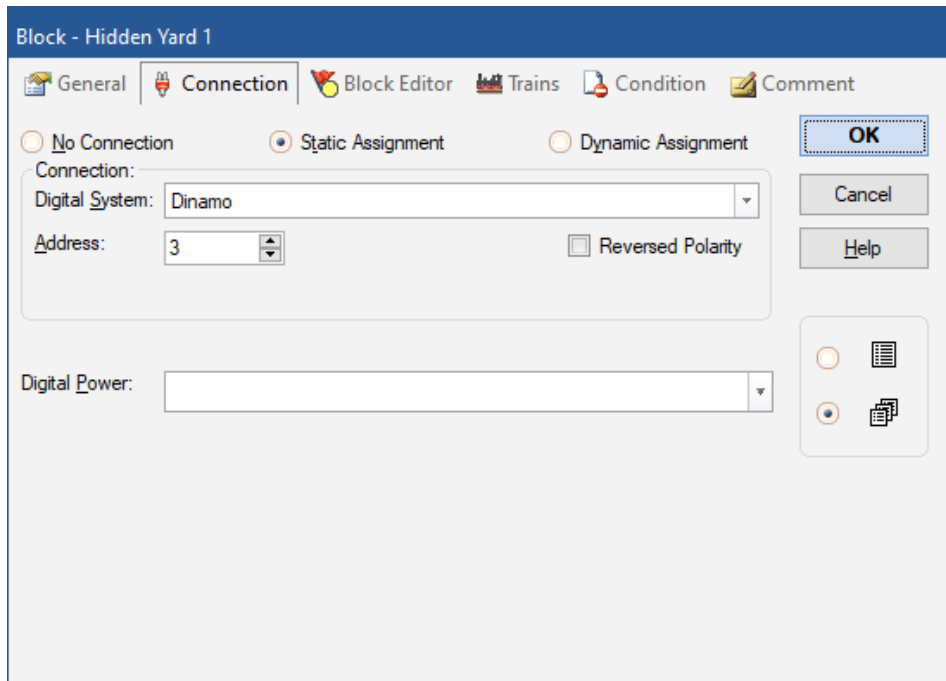 Block - Hidden Yard 1
General Connection Block Editor Trains Condition Comment
No Connection Static Assignment Dynamic Assignment
OK
Connection:
Digital System: Dinamo
Cancel
Address: 3 Reversed Polarity
Help
Digital Power: